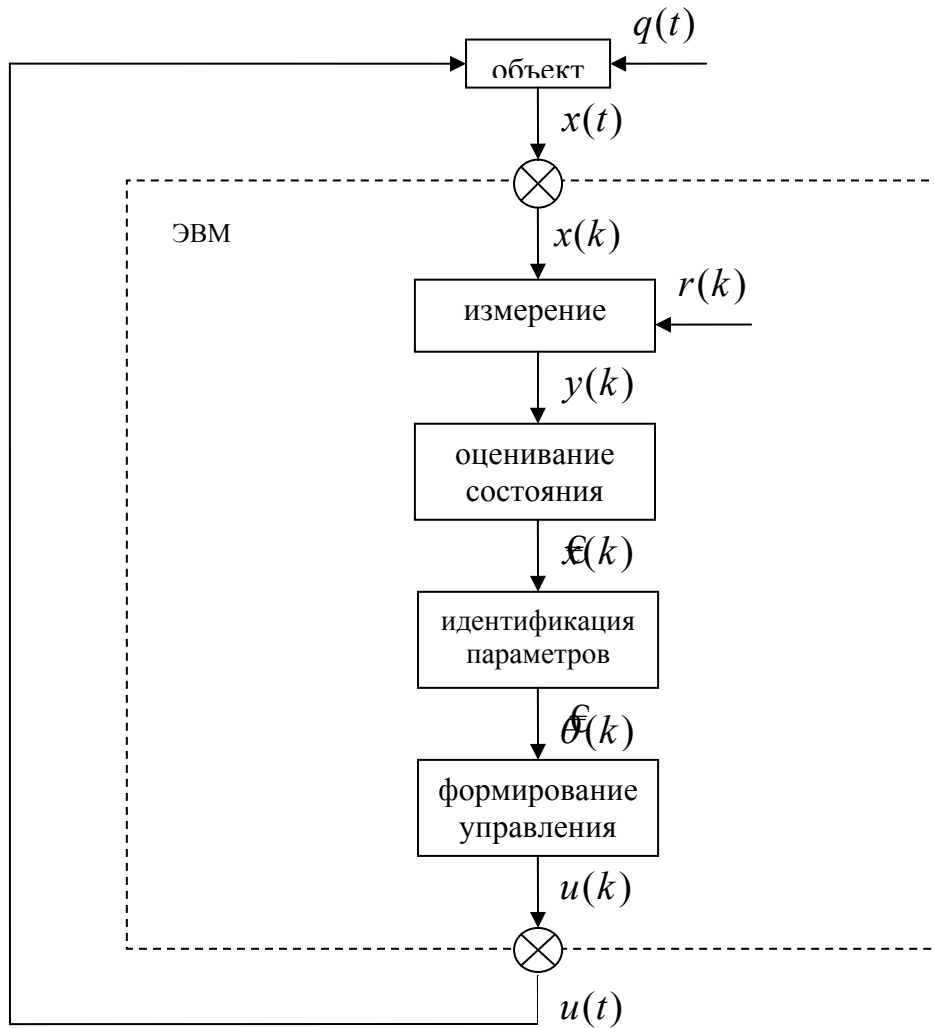 q(t)
объект
x(t)
ЭВМ
x(k)
r(k)
измерение
y(k)
оценивание
состояния
x̂(k)
идентификация
параметров
θ̂(k)
формирование
управления
u(k)
u(t)